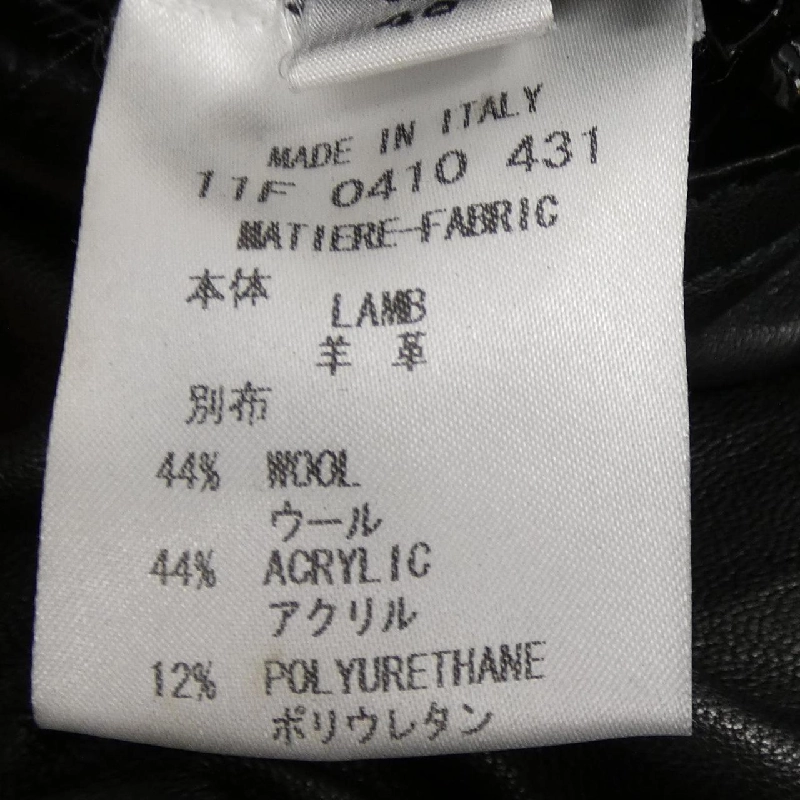 MADE IN ITALY
11F 0410 431
MATIERE-FABRIC
本体
LAMB
羊 革
別布
44% WOOL
ウール
44% ACRYLIC
アクリル
12% POLYURETHANE
ポリウレタン